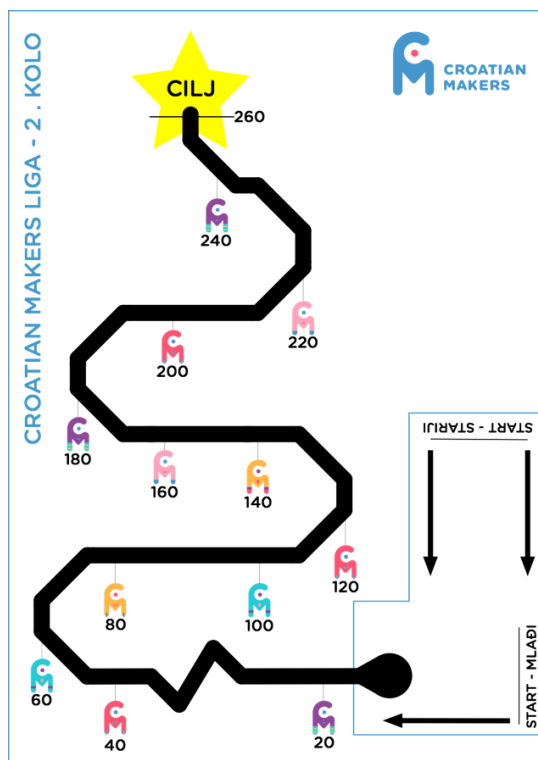 CROATIAN MAKERS LIGA - 2. KOLO
CROATIAN
MAKERS
CILJ
260
240
220
200
180
160
140
120
80
100
60
40
20
START - STARIJI
START - MLAĐI